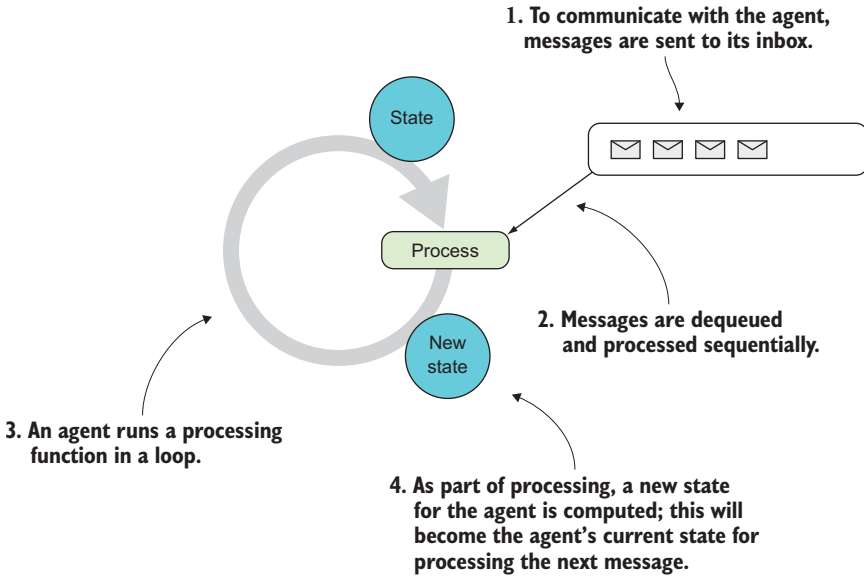 1. To communicate with the agent,
messages are sent to its inbox.
State
Process
2. Messages are dequeued
and processed sequentially.
New
state
3. An agent runs a processing
function in a loop.
4. As part of processing, a new state
for the agent is computed; this will
become the agent’s current state for
processing the next message.